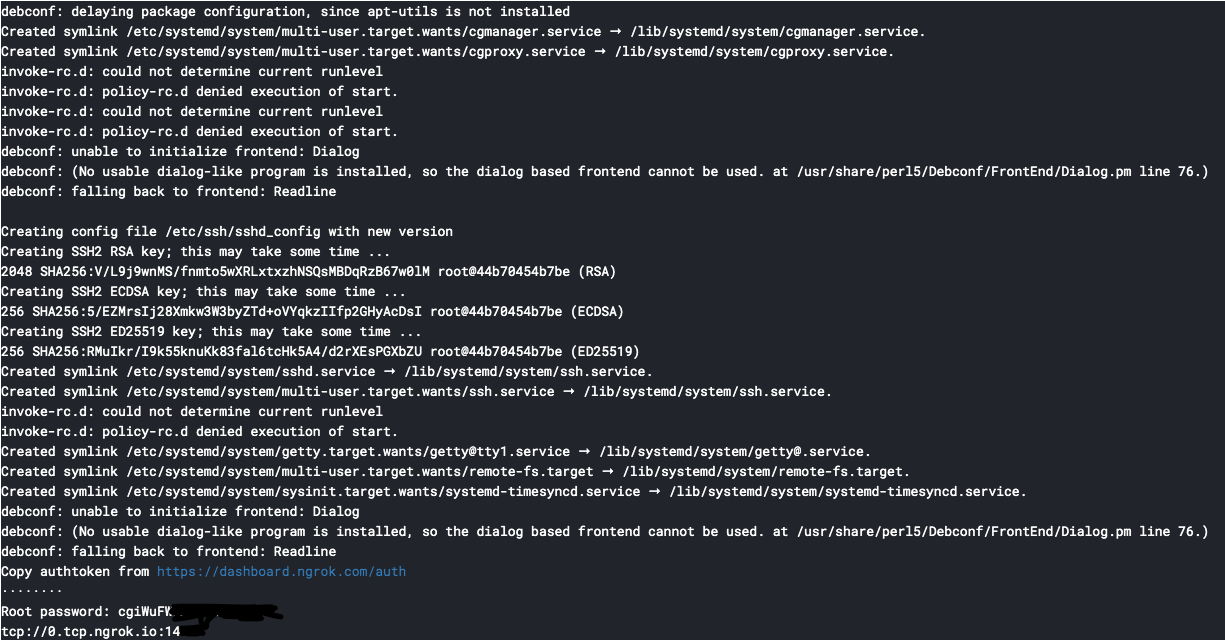 debconf: delaying package configuration, since apt-utils is not installed
Created symlink /etc/systemd/system/multi-user.target.wants/cgmanager.service → /lib/systemd/system/cgmanager.service.
Created symlink /etc/systemd/system/multi-user.target.wants/cgproxy.service → /lib/systemd/system/cgproxy.service.
invoke-rc.d: could not determine current runlevel
invoke-rc.d: policy-rc.d denied execution of start.
invoke-rc.d: could not determine current runlevel
invoke-rc.d: policy-rc.d denied execution of start.
debconf: unable to initialize frontend: Dialog
debconf: (No usable dialog-like program is installed, so the dialog based frontend cannot be used. at /usr/share/perl5/Debconf/FrontEnd/Dialog.pm line 76.)
debconf: falling back to frontend: Readline

Creating config file /etc/ssh/sshd_config with new version
Creating SSH2 RSA key; this may take some time ...
2048 SHA256:V/L9j9wnMS/fnmto5wXRLxtxzhNSQsMBDqRzB67w0lM root@44b70454b7be (RSA)
Creating SSH2 ECDSA key; this may take some time ...
256 SHA256:5/EZMrsIj28Xmkw3W3byZTd+oVYqkzIIfp2GHyAcDsI root@44b70454b7be (ECDSA)
Creating SSH2 ED25519 key; this may take some time ...
256 SHA256:RMuIkr/I9k55knuKk83fal6tcHk5A4/d2rXEsPGXbZU root@44b70454b7be (ED25519)
Created symlink /etc/systemd/system/sshd.service → /lib/systemd/system/ssh.service.
Created symlink /etc/systemd/system/multi-user.target.wants/ssh.service → /lib/systemd/system/ssh.service.
invoke-rc.d: could not determine current runlevel
invoke-rc.d: policy-rc.d denied execution of start.
Created symlink /etc/systemd/system/getty.target.wants/getty@tty1.service → /lib/systemd/system/getty@.service.
Created symlink /etc/systemd/system/multi-user.target.wants/remote-fs.target → /lib/systemd/system/remote-fs.target.
Created symlink /etc/systemd/system/sysinit.target.wants/systemd-timesyncd.service → /lib/systemd/system/systemd-timesyncd.service.
debconf: unable to initialize frontend: Dialog
debconf: (No usable dialog-like program is installed, so the dialog based frontend cannot be used. at /usr/share/perl5/Debconf/FrontEnd/Dialog.pm line 76.)
debconf: falling back to frontend: Readline
Copy authtoken from https://dashboard.ngrok.com/auth
········
Root password:
tcp://0.tcp.ngrok.io:14